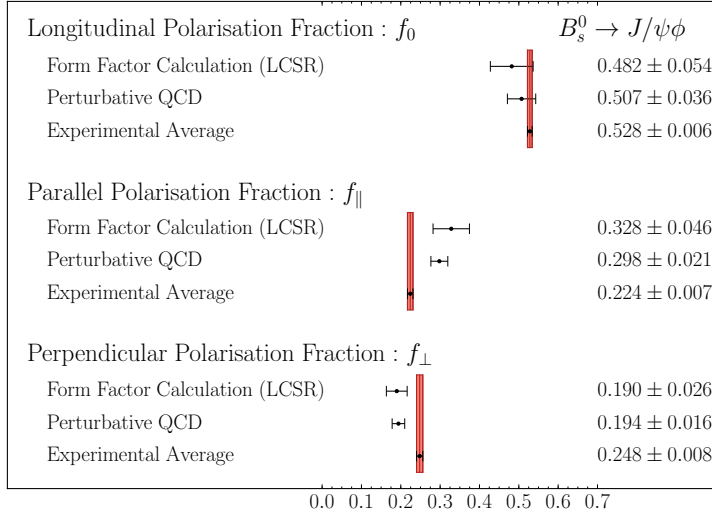 Longitudinal Polarisation Fraction : f₀ B⁰ₛ → J/ψϕ
Form Factor Calculation (LCSR) 0.482 ± 0.054
Perturbative QCD 0.507 ± 0.036
Experimental Average 0.528 ± 0.006
Parallel Polarisation Fraction : f∥
Form Factor Calculation (LCSR) 0.328 ± 0.046
Perturbative QCD 0.298 ± 0.021
Experimental Average 0.224 ± 0.007
Perpendicular Polarisation Fraction : f⊥
Form Factor Calculation (LCSR) 0.190 ± 0.026
Perturbative QCD 0.194 ± 0.016
Experimental Average 0.248 ± 0.008
0.0 0.1 0.2 0.3 0.4 0.5 0.6 0.7